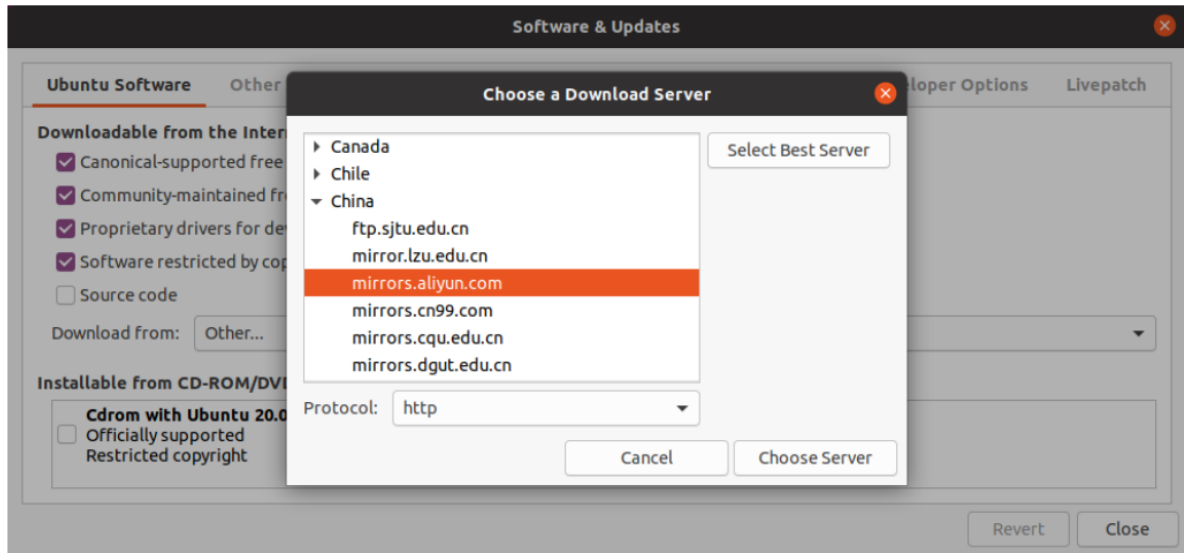 Software & Updates
Ubuntu Software Other loper Options Livepatch
Choose a Download Server
Downloadable from the Inter
Canonical-supported free
Community-maintained fr
Proprietary drivers for de
Software restricted by cop
Source code
Download from: Other...
Canada
Chile
China
ftp.sjtu.edu.cn
mirror.lzu.edu.cn
mirrors.aliyun.com
mirrors.cn99.com
mirrors.cqu.edu.cn
mirrors.dgut.edu.cn
Select Best Server
Protocol: http
Cancel Choose Server
Installable from CD-ROM/DVD
Cdrom with Ubuntu 20.0
Officially supported
Restricted copyright
Revert Close